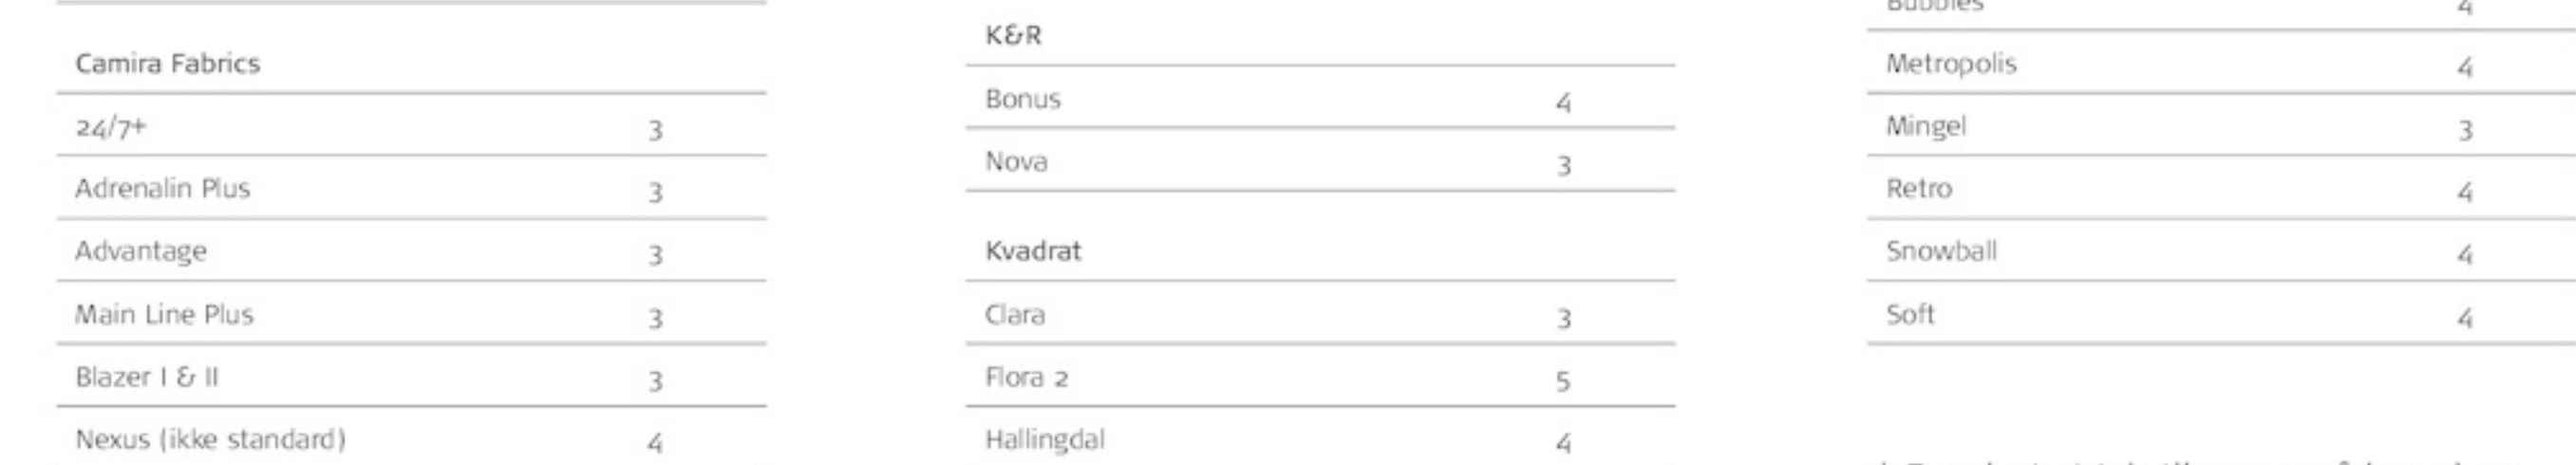 Camira Fabrics
24/7+ 3
Adrenalin Plus 3
Advantage 3
Main Line Plus 3
Blazer I & II 3
Nexus (ikke standard) 4
K&R
Bonus 4
Nova 3
Kvadrat
Clara 3
Flora 2 5
Hallingdal 4
Bubbles 4
Metropolis 4
Mingel 3
Retro 4
Snowball 4
Soft 4